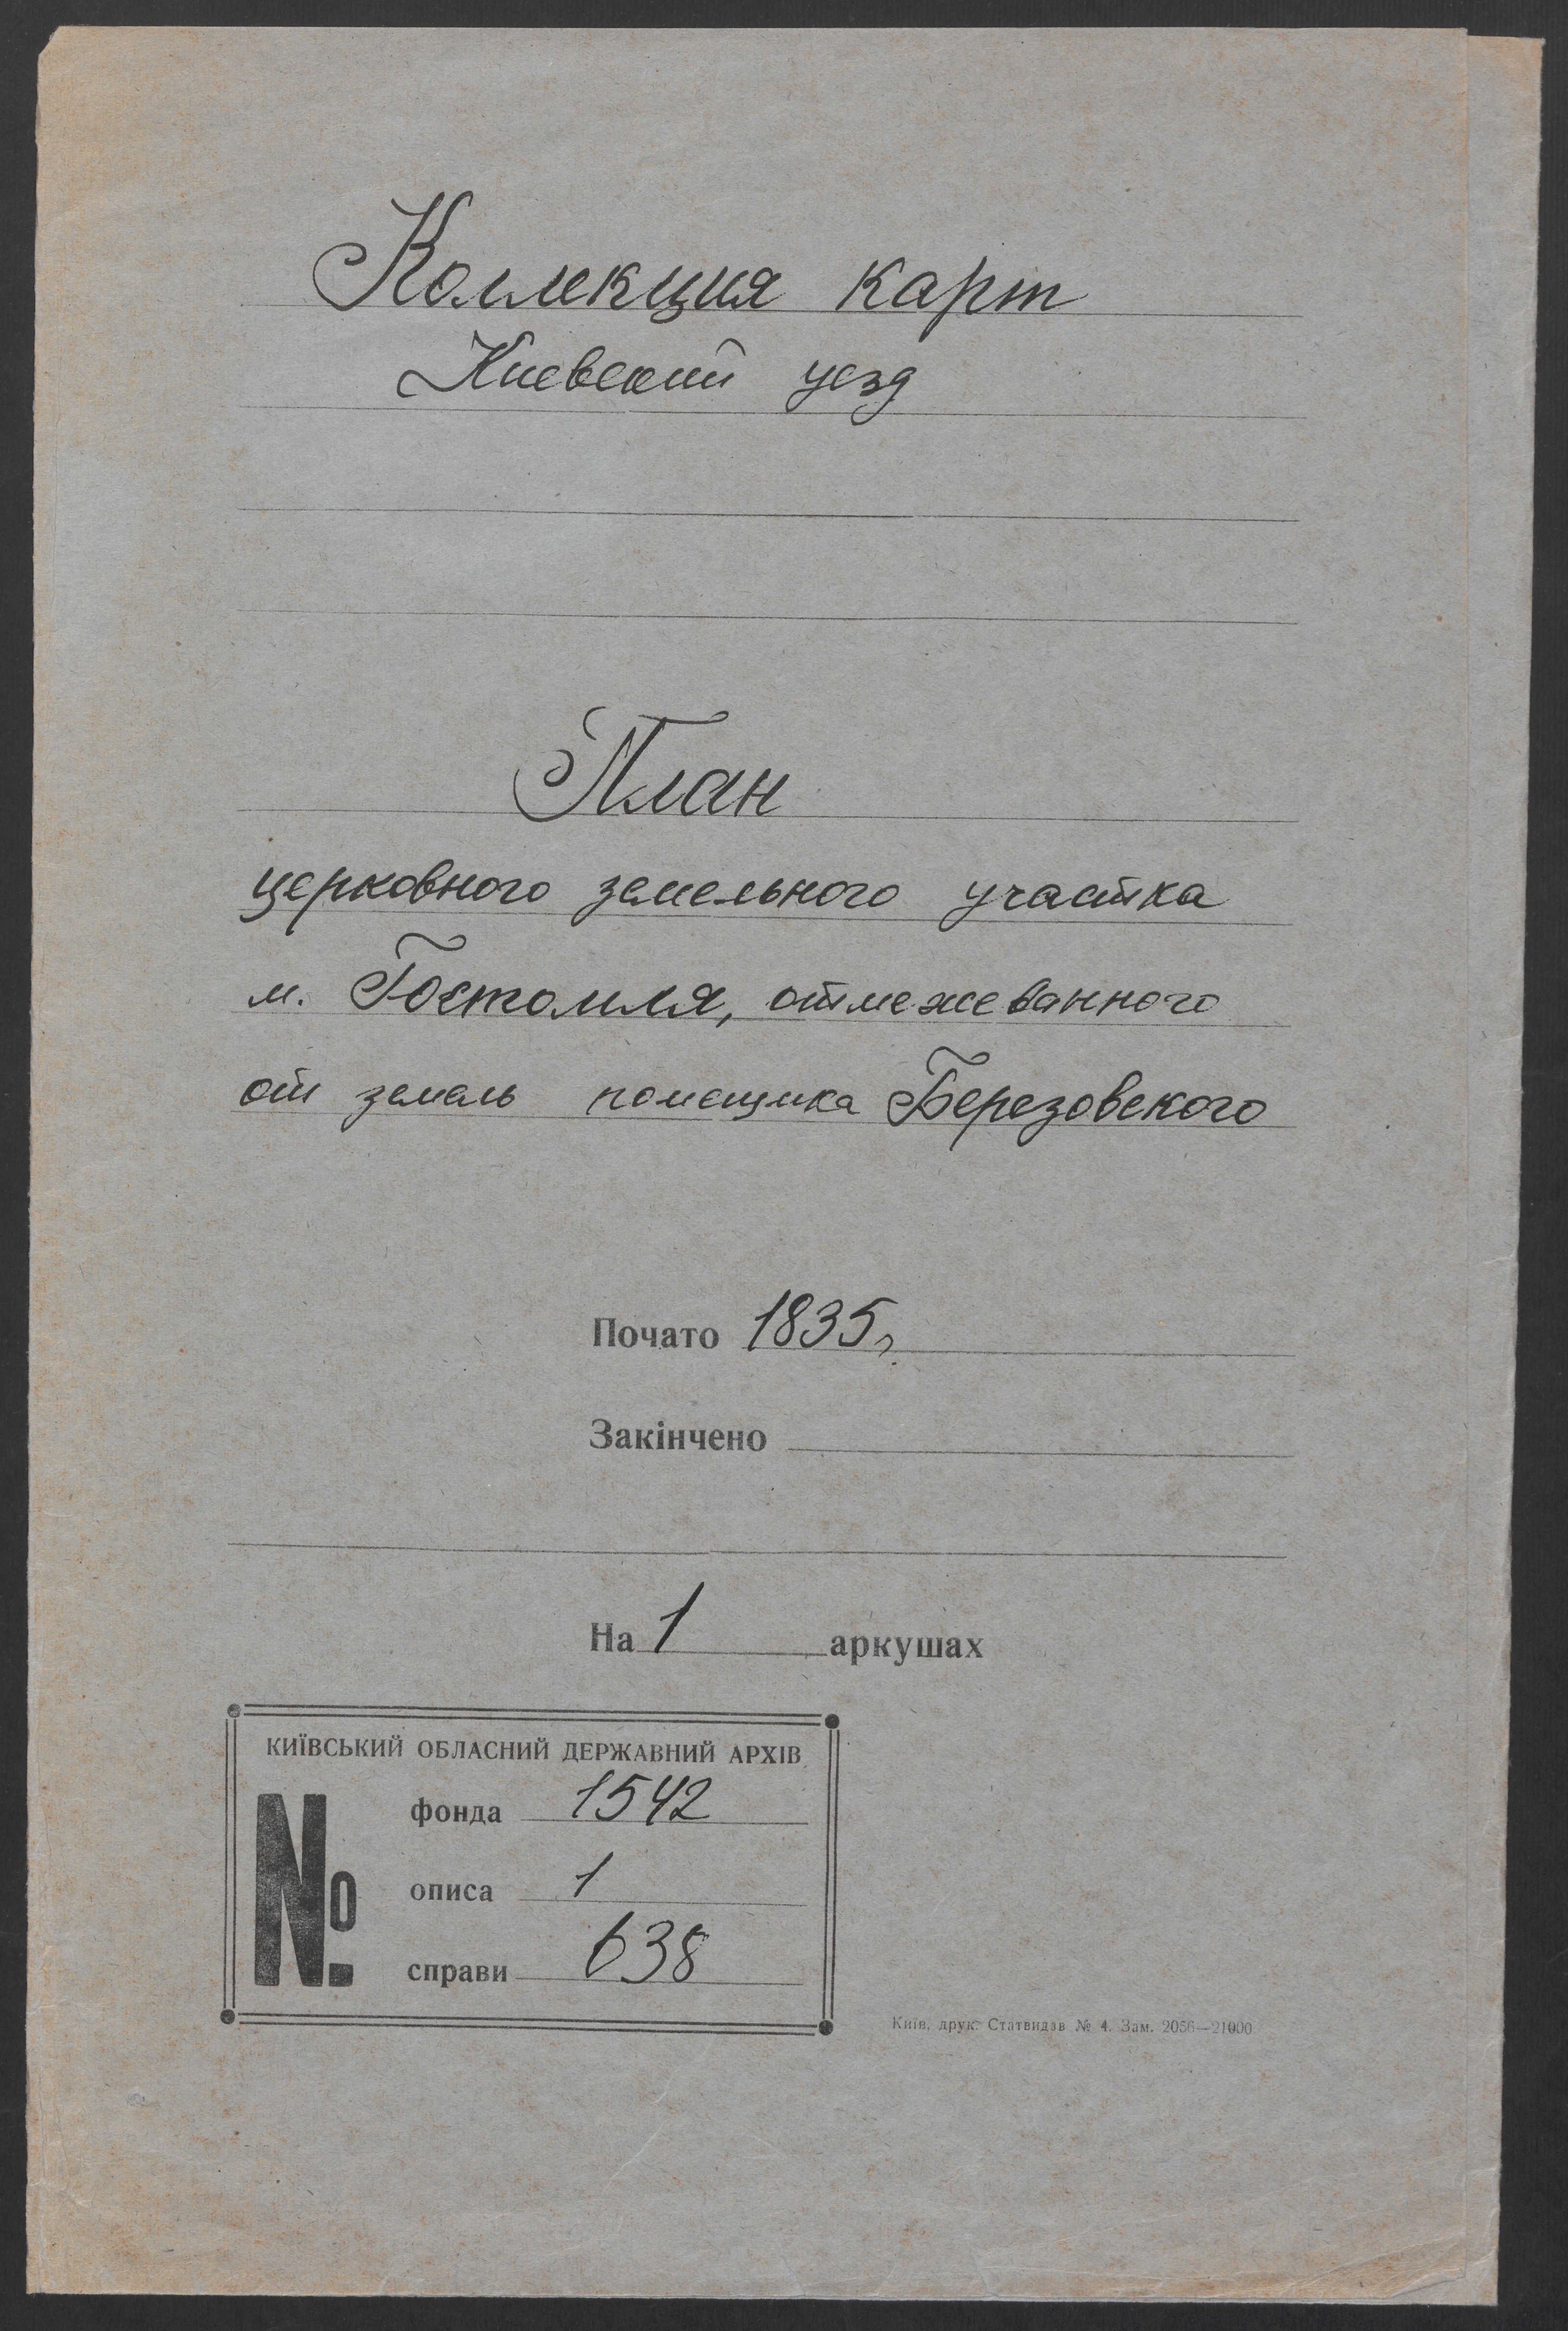 Коллекция карт
Киевский уезд
План
церковного земельного участка
м. Гостомля, отмежеванного
от земель помещика Березовского
Почато 1835г.
Закінчено
На 1 аркушах
КИЇВСЬКИЙ ОБЛАСНИЙ ДЕРЖАВНИЙ АРХІВ
№
фонда 1542
описа 1
справи 638
Київ, друк. Статвидав № 4. Зам. 2056—21000